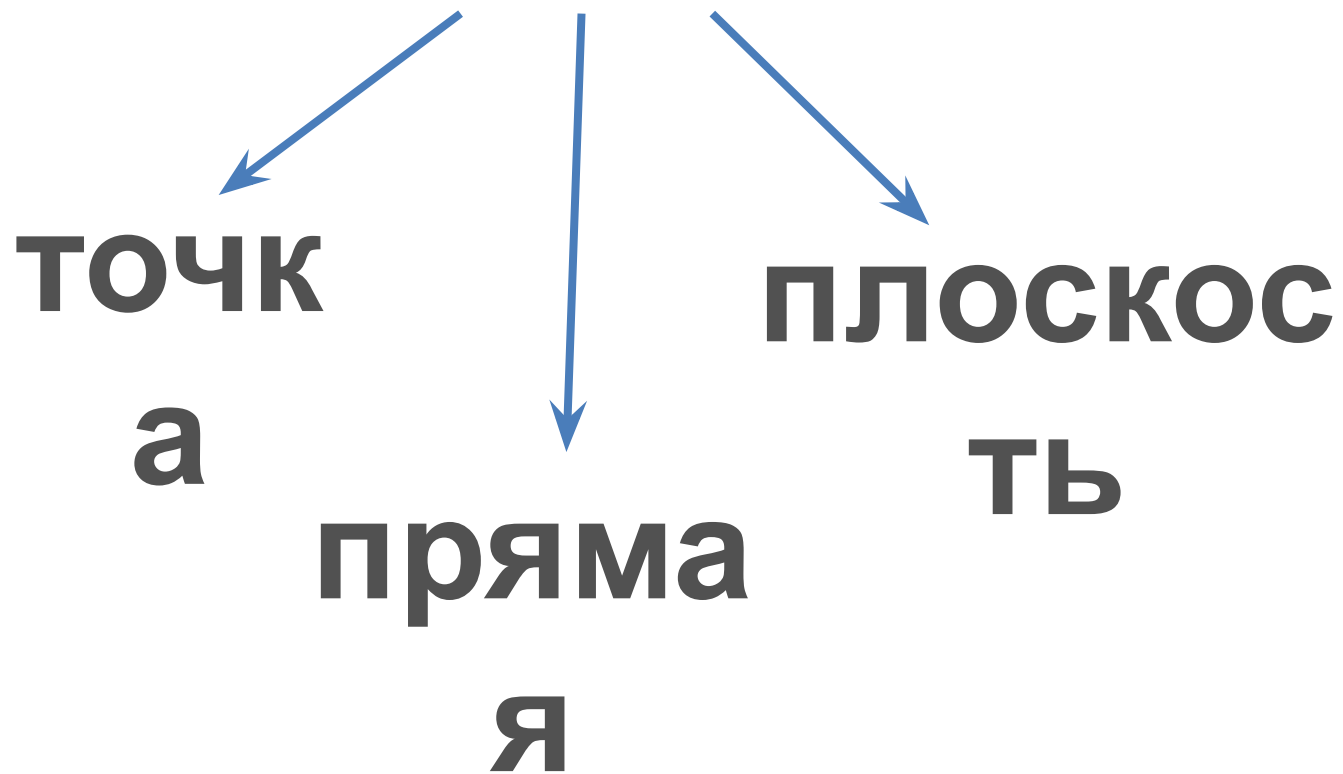 точк
а
пряма
я
плоскос
ть